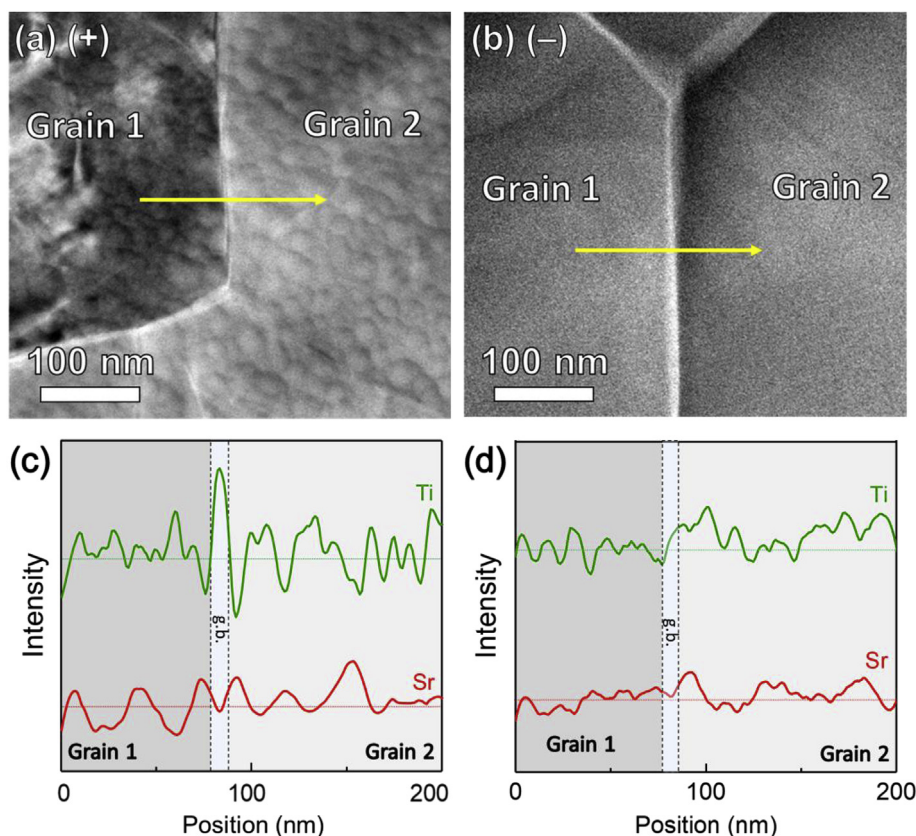 (a) (+)
Grain 1
Grain 2
100 nm
b) (−)
Grain 1
Grain 2
100 nm
(c)
Ti
Intensity
g.b.
Sr
Grain 1
Grain 2
0
100
200
Position (nm)
(d)
Ti
Intensity
g.b.
Sr
Grain 1
Grain 2
0
100
200
Position (nm)